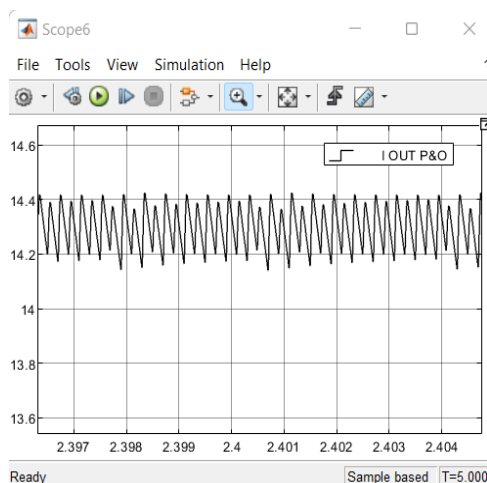 Scope6
File Tools View Simulation Help
I OUT P&O
14.6
14.4
14.2
14
13.8
13.6
2.397 2.398 2.399 2.4 2.401 2.402 2.403 2.404
Ready Sample based T=5.000